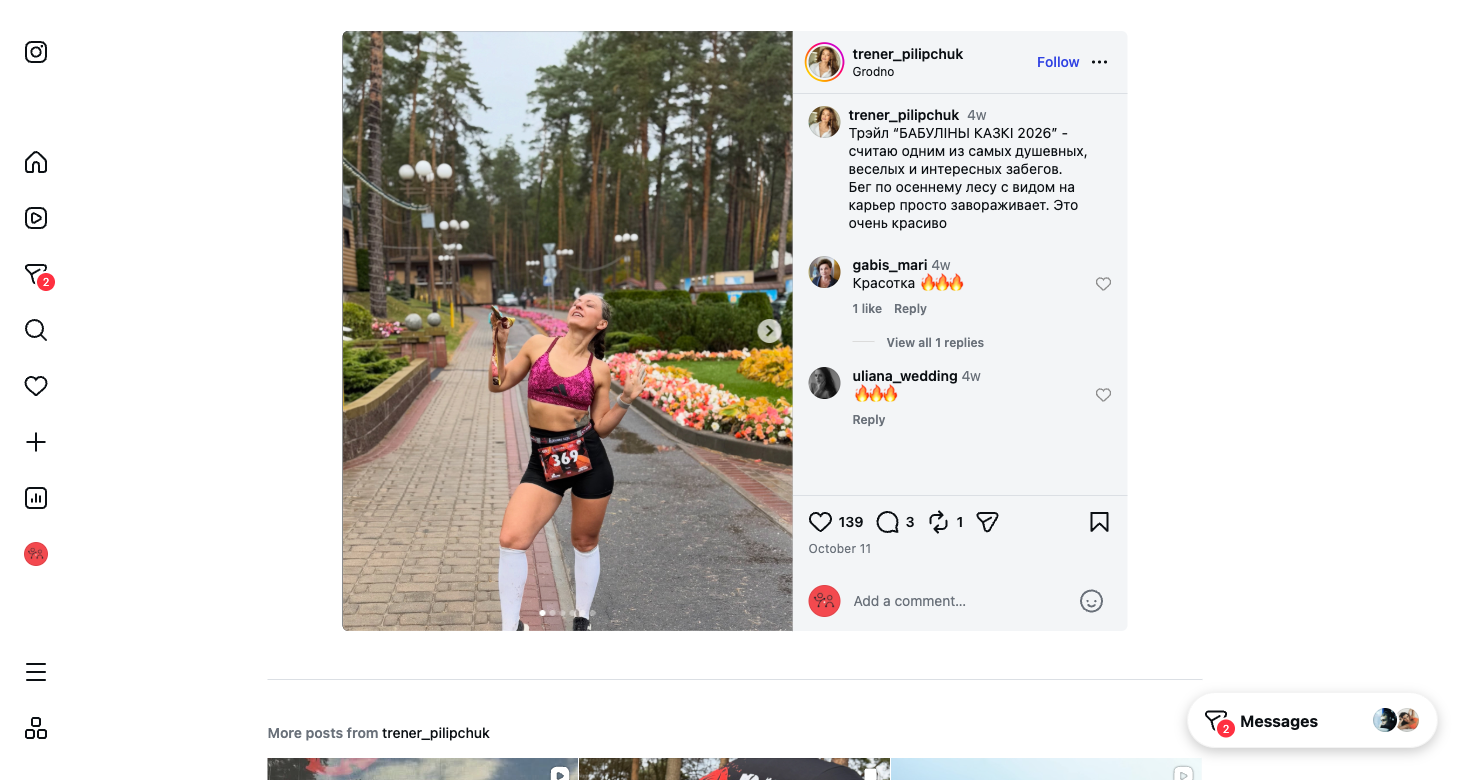 trener_pilipchuk
Grodno
Follow
trener_pilipchuk 4w
Трэйл “БАБУЛІНЫ КАЗКІ 2026” -
считаю одним из самых душевных,
веселых и интересных забегов.
Бег по осеннему лесу с видом на
карьер просто завораживает. Это
очень красиво
gabis_mari 4w
Красотка 🔥🔥🔥
1 like Reply
View all 1 replies
uliana_wedding 4w
🔥🔥🔥
Reply
369
139 3 1
October 11
Add a comment...
2
More posts from trener_pilipchuk
2 Messages